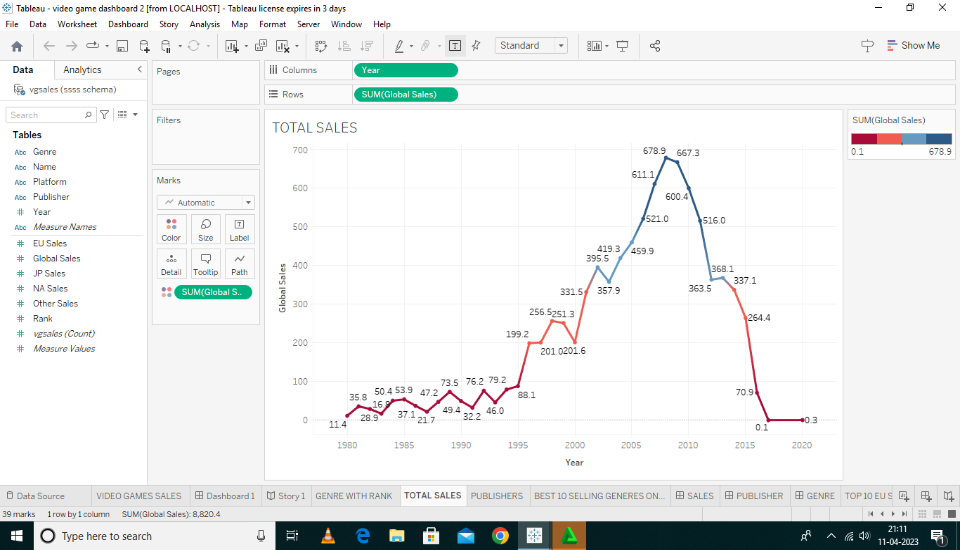 Tableau - video game dashboard 2 [from LOCALHOST] - Tableau license expires in 3 days
File Data Worksheet Dashboard Story Analysis Map Format Server Window Help
Standard
Show Me
Data Analytics
vgsales (ssss schema)
Search
Tables
Abc Genre
Abc Name
Abc Platform
Abc Publisher
# Year
Abc Measure Names
# EU Sales
# Global Sales
# JP Sales
# NA Sales
# Other Sales
# Rank
# vgsales (Count)
# Measure Values
Pages
Filters
Marks
Automatic
Color Size Label
Detail Tooltip Path
SUM(Global S..
Columns Year
Rows SUM(Global Sales)
TOTAL SALES
700
600
500
400
300
200
100
0
Global Sales
11.4
35.8
28.9
16.8
50.4
53.9
37.1
21.7
47.2
73.5
49.4
32.2
76.2
46.0
79.2
88.1
199.2
201.0
256.5
251.3
201.6
331.5
395.5
357.9
419.3
459.9
521.0
611.1
678.9
667.3
600.4
516.0
363.5
368.1
337.1
264.4
70.9
0.1
0.3
1980 1985 1990 1995 2000 2005 2010 2015 2020
Year
SUM(Global Sales)
0.1 678.9
Data Source VIDEO GAMES SALES Dashboard 1 Story 1 GENRE WITH RANK TOTAL SALES PUBLISHERS BEST 10 SELLING GENERES ON... SALES PUBLISHER GENRE TOP 10 EU S
39 marks 1 row by 1 column SUM(Global Sales): 8,820.4
Type here to search
21:11
11-04-2023
1